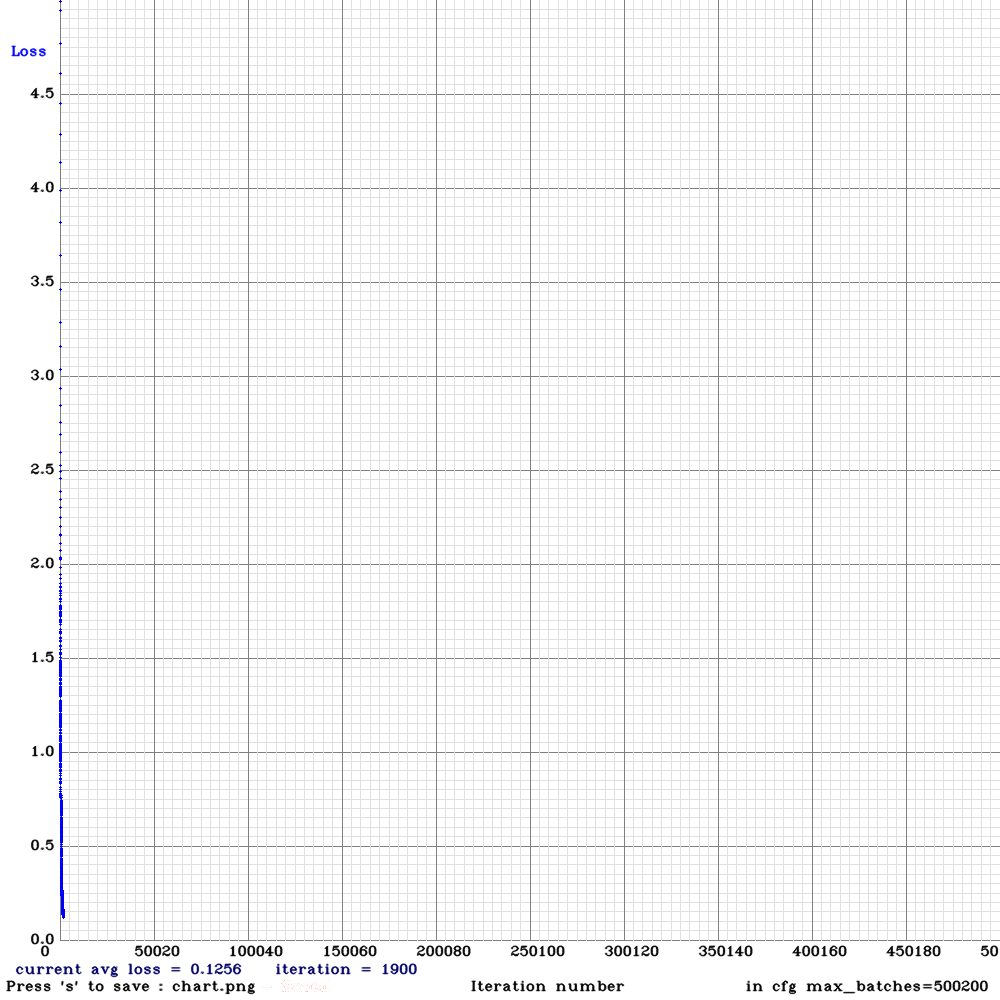 Loss
4.5
4.0
3.5
3.0
2.5
2.0
1.5
1.0
0.5
0.0
0 50020 100040 150060 200080 250100 300120 350140 400160 450180 50
current avg loss = 0.1256 iteration = 1900
Press 's' to save : chart.png Iteration number in cfg max_batches=500200